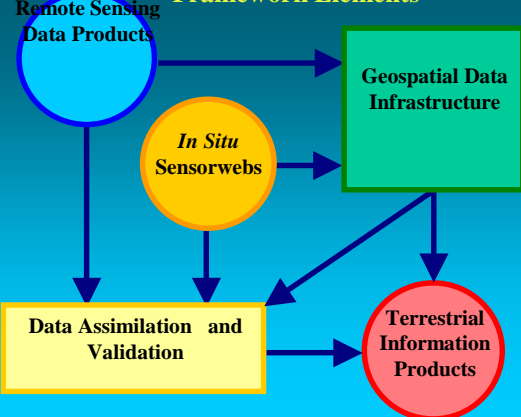 Framework Elements
Remote Sensing
Data Products
Geospatial Data
Infrastructure
In Situ
Sensorwebs
Data Assimilation and
Validation
Terrestrial
Information
Products